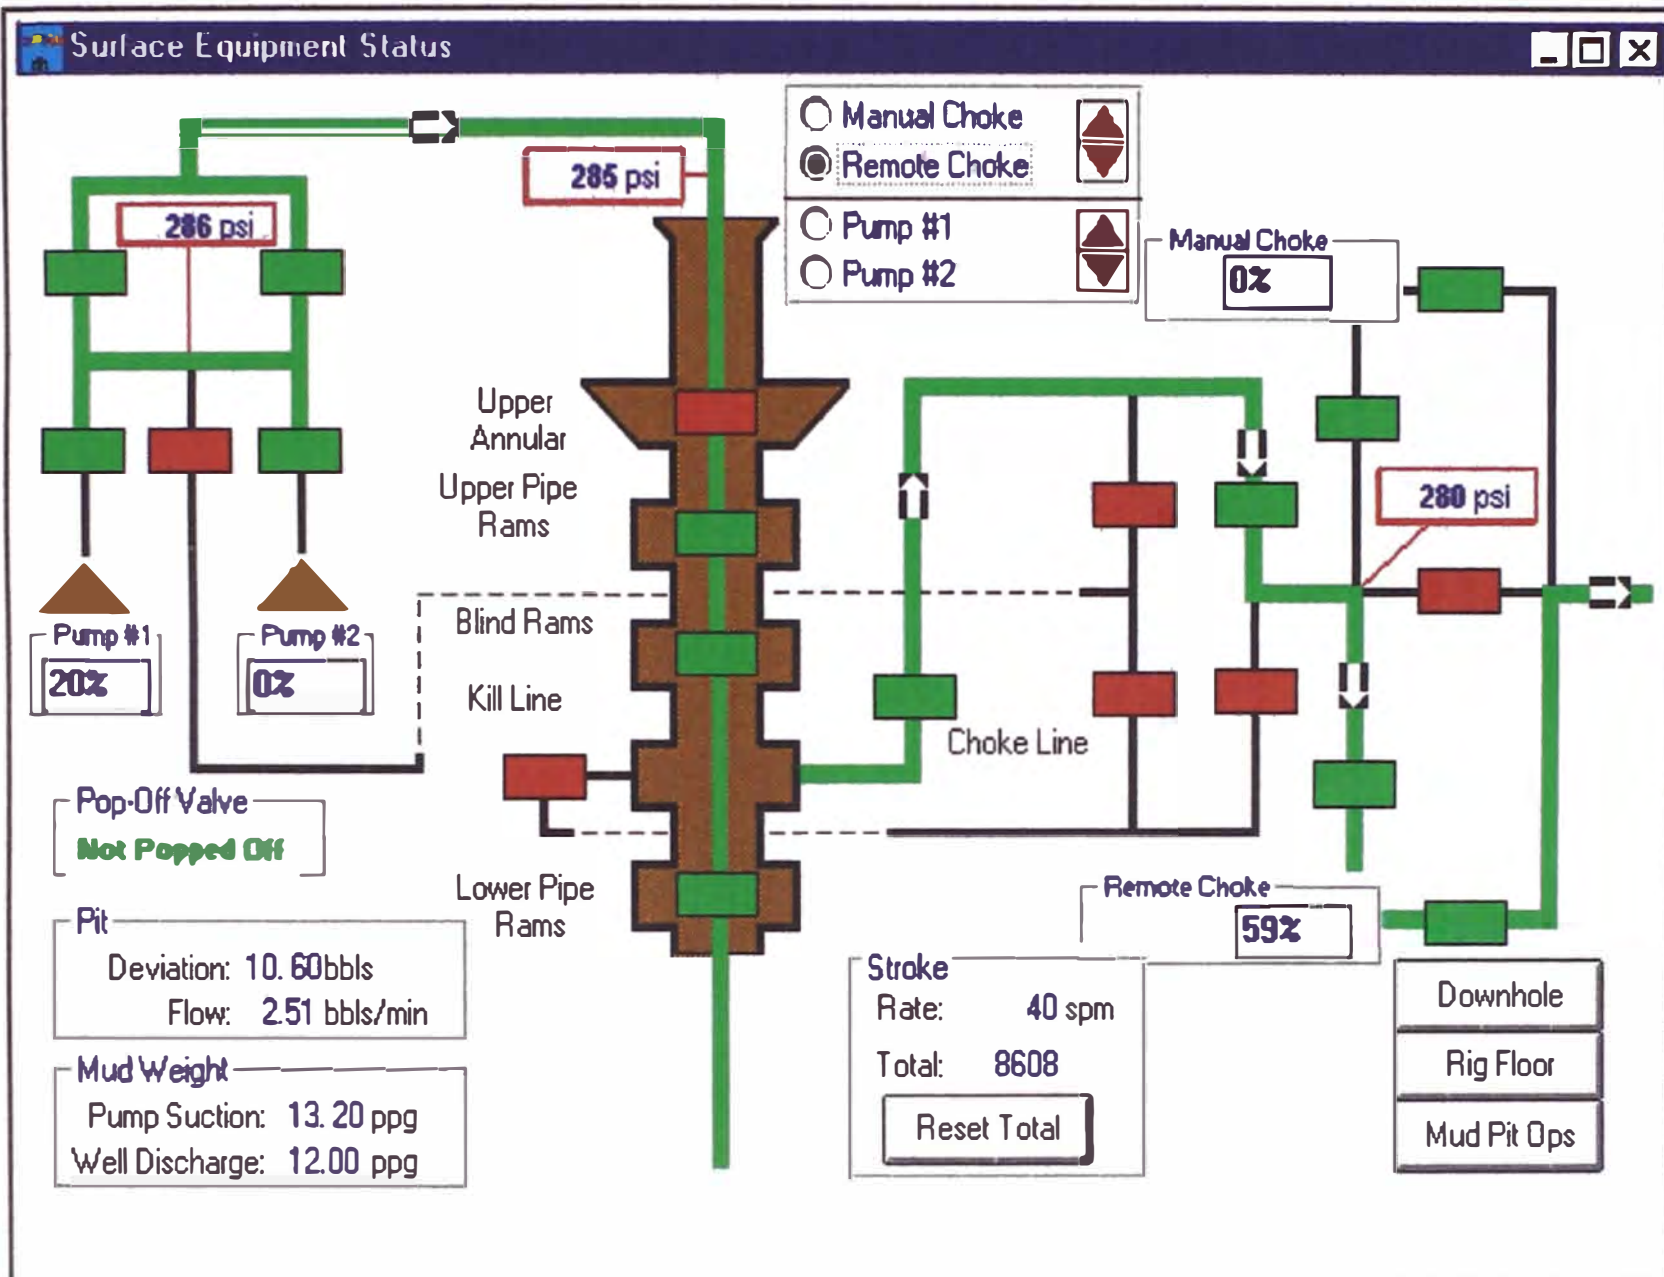 Surface Equipment Status
Manual Choke
Remote Choke
Pump #1
Pump #2
285 psi
286 psi
Manual Choke
0%
Upper
Annular
Upper Pipe
Rams
280 psi
Blind Rams
Pump #1
20%
Pump #2
0%
Kill Line
Choke Line
Pop-Off Valve
Not Popped Off
Lower Pipe
Rams
Remote Choke
59%
Pit
Deviation: 10.60bbls
Flow: 2.51 bbls/min
Mud Weight
Pump Suction: 13.20 ppg
Well Discharge: 12.00 ppg
Stroke
Rate: 40 spm
Total: 8608
Reset Total
Downhole
Rig Floor
Mud Pit Ops